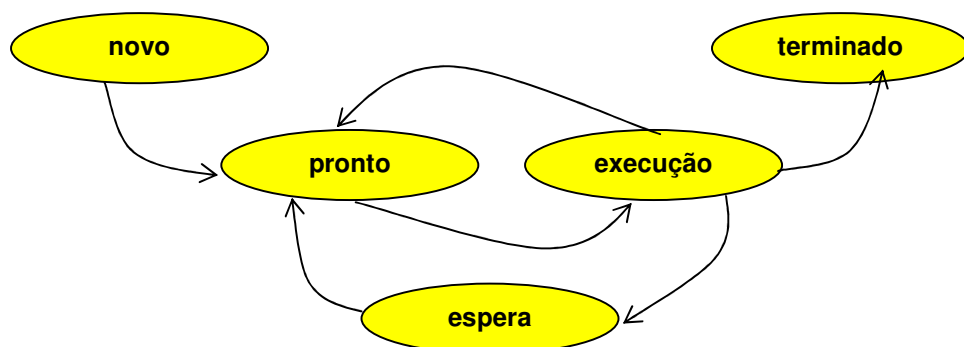 novo
terminado
pronto
execução
espera